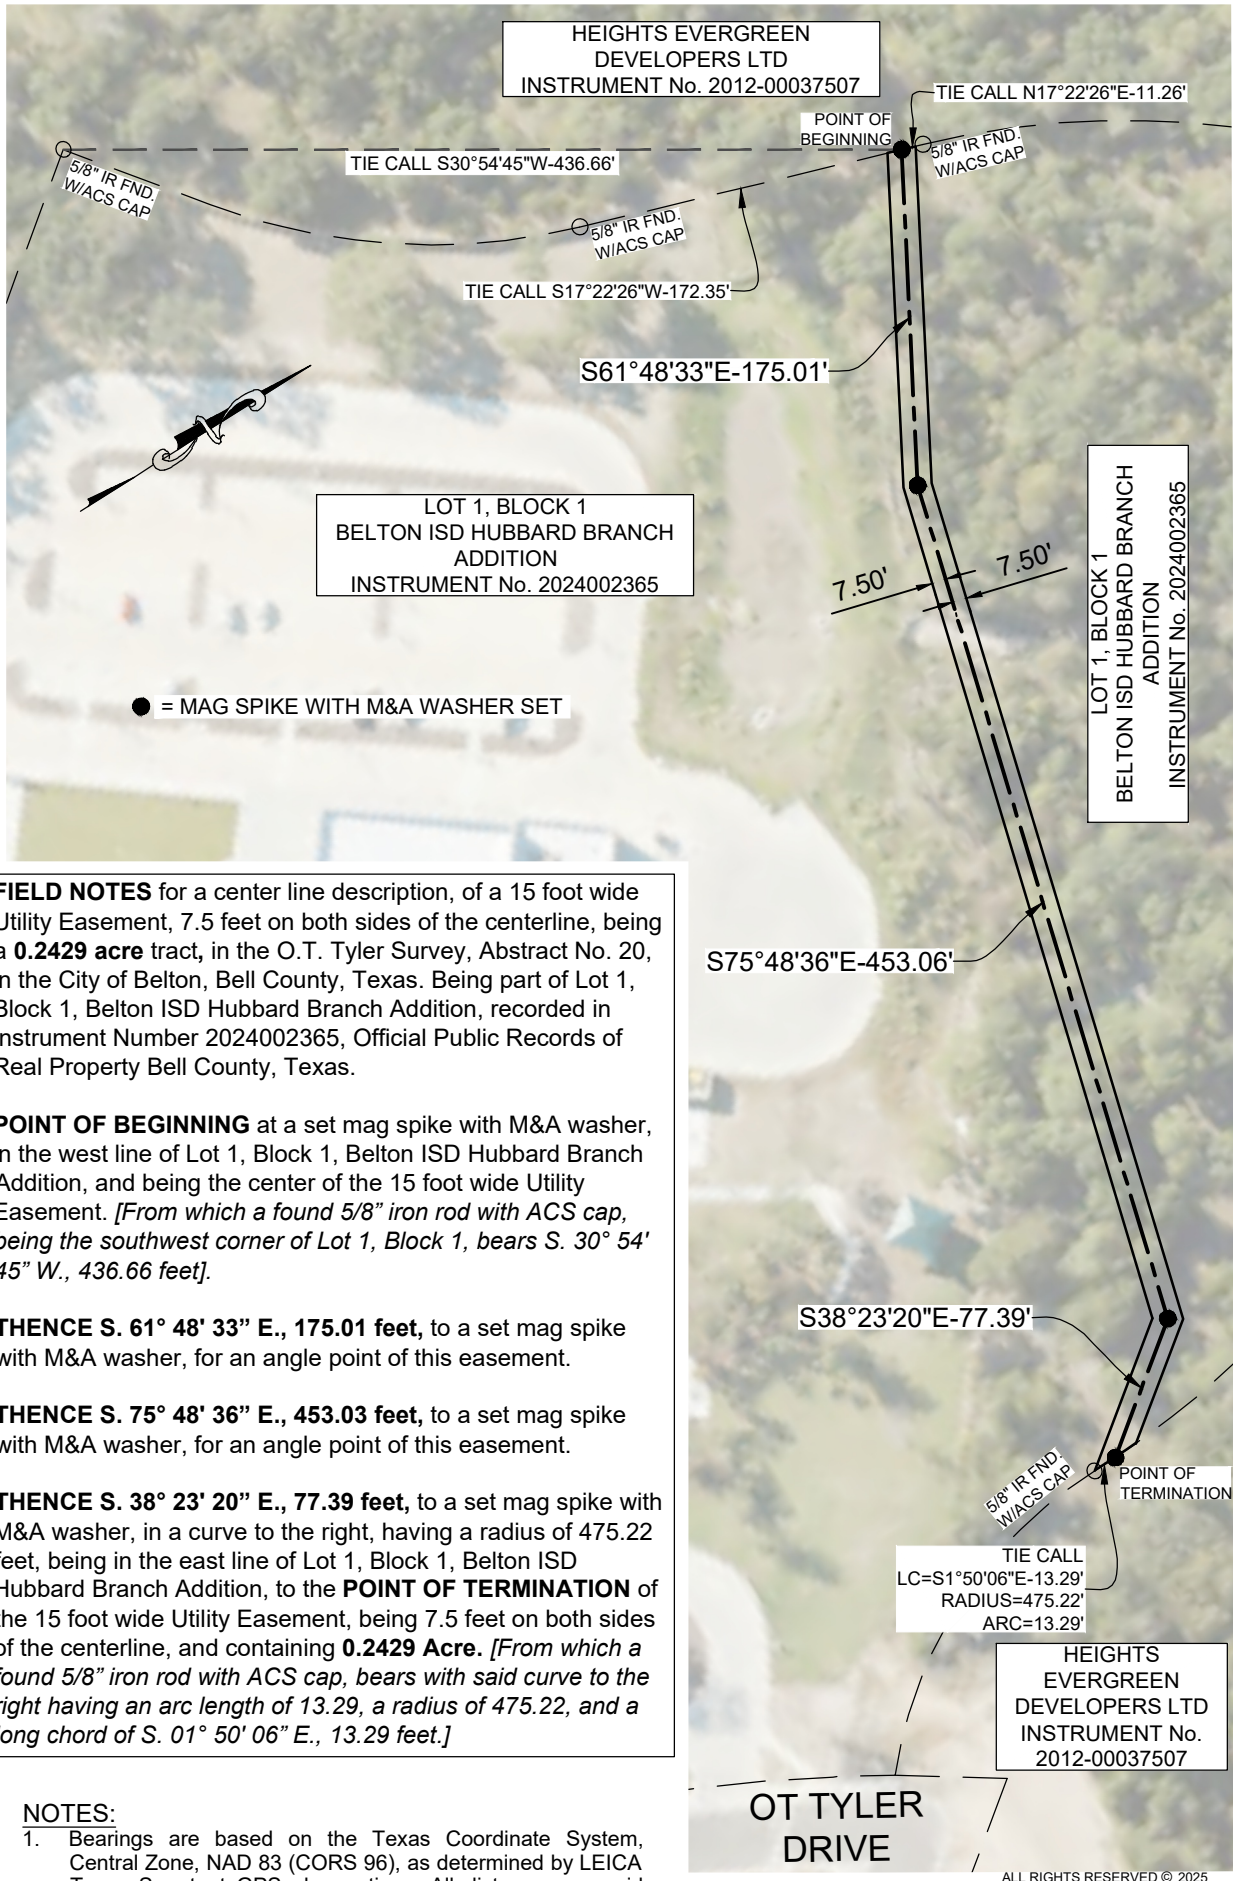 HEIGHTS EVERGREEN
DEVELOPERS LTD
INSTRUMENT No. 2012-00037507
TIE CALL N17°22'26"E-11.26'
POINT OF
BEGINNING
5/8" IR FND.
W/ACS CAP
TIE CALL S30°54'45"W-436.66'
5/8" IR FND.
W/ACS CAP
5/8" IR FND.
W/ACS CAP
TIE CALL S17°22'26"W-172.35'
S61°48'33"E-175.01'
N
LOT 1, BLOCK 1
BELTON ISD HUBBARD BRANCH
ADDITION
INSTRUMENT No. 2024002365
7.50'
7.50'
LOT 1, BLOCK 1
BELTON ISD HUBBARD BRANCH
ADDITION
INSTRUMENT No. 2024002365
= MAG SPIKE WITH M&A WASHER SET
FIELD NOTES for a center line description, of a 15 foot wide
Utility Easement, 7.5 feet on both sides of the centerline, being
a 0.2429 acre tract, in the O.T. Tyler Survey, Abstract No. 20,
in the City of Belton, Bell County, Texas. Being part of Lot 1,
Block 1, Belton ISD Hubbard Branch Addition, recorded in
Instrument Number 2024002365, Official Public Records of
Real Property Bell County, Texas.
POINT OF BEGINNING at a set mag spike with M&A washer,
in the west line of Lot 1, Block 1, Belton ISD Hubbard Branch
Addition, and being the center of the 15 foot wide Utility
Easement. [From which a found 5/8” iron rod with ACS cap,
being the southwest corner of Lot 1, Block 1, bears S. 30° 54'
45” W., 436.66 feet].
THENCE S. 61° 48' 33” E., 175.01 feet, to a set mag spike
with M&A washer, for an angle point of this easement.
THENCE S. 75° 48' 36” E., 453.03 feet, to a set mag spike
with M&A washer, for an angle point of this easement.
THENCE S. 38° 23' 20” E., 77.39 feet, to a set mag spike with
M&A washer, in a curve to the right, having a radius of 475.22
feet, being in the east line of Lot 1, Block 1, Belton ISD
Hubbard Branch Addition, to the POINT OF TERMINATION of
the 15 foot wide Utility Easement, being 7.5 feet on both sides
of the centerline, and containing 0.2429 Acre. [From which a
found 5/8” iron rod with ACS cap, bears with said curve to the
right having an arc length of 13.29, a radius of 475.22, and a
long chord of S. 01° 50' 06” E., 13.29 feet.]
S75°48'36"E-453.06'
S38°23'20"E-77.39'
5/8" IR FND.
W/ACS CAP
POINT OF
TERMINATION
TIE CALL
LC=S1°50'06"E-13.29'
RADIUS=475.22'
ARC=13.29'
HEIGHTS
EVERGREEN
DEVELOPERS LTD
INSTRUMENT No.
2012-00037507
OT TYLER
DRIVE
NOTES:
1. Bearings are based on the Texas Coordinate System,
Central Zone, NAD 83 (CORS 96), as determined by LEICA
ALL RIGHTS RESERVED © 2025